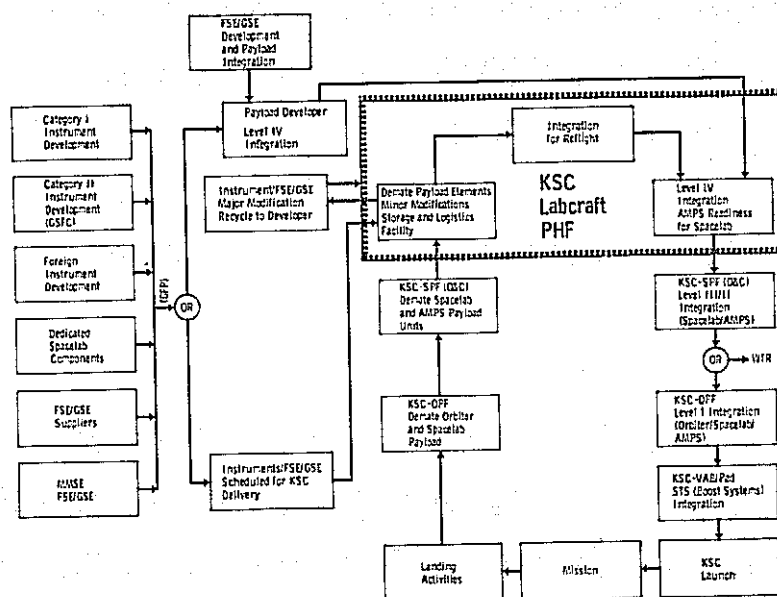 FSE/GSE
Development
and Payload
Integration
Category I
Instrument
Development
Category II
Instrument
Development
(GSFC)
Foreign
Instrument
Development
Dedicated
Spacelab
Components
FSE/GSE
Suppliers
MMSE
FSE/GSE
(GFP)
OR
Payload Developer
Level IV
Integration
Instrument/FSE/GSE
Major Modification
Recycle to Developer
Instruments/FSE/GSE
Scheduled for KSC
Delivery
Integration
for Reflight
KSC
Labcraft
PHF
Demate Payload Elements
Minor Modifications
Storage and Logistics
Facility
Level IV
Integration
AMPS Readiness
for Spacelab
KSC-SPF (O&C)
Demate Spacelab
and AMPS Payload
Units
KSC-OPF
Demate Orbiter
and Spacelab
Payload
KSC-SPF (O&C)
Level III/II
Integration
(Spacelab/AMPS)
OR
WTR
KSC-OPF
Level I Integration
(Orbiter/Spacelab/
AMPS)
KSC-VAB/Pad
STS (Boost Systems)
Integration
Landing
Activities
Mission
KSC
Launch